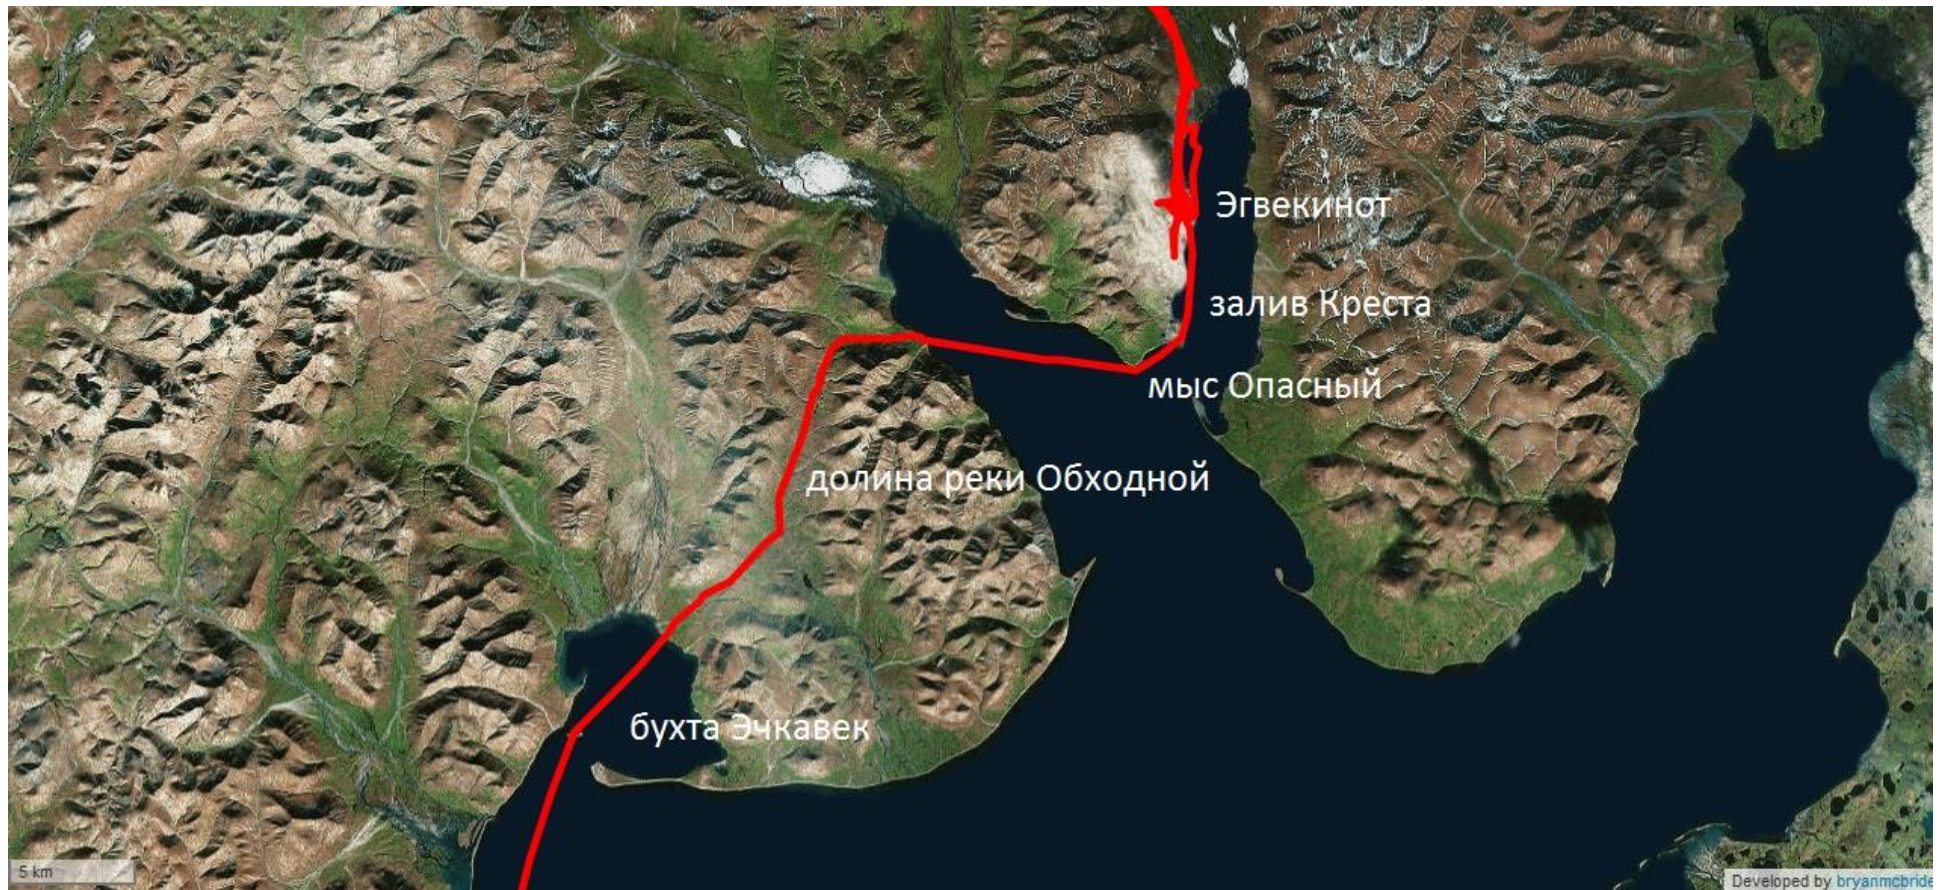 Эгвекинот
залив Креста
мыс Опасный
долина реки Обходной
бухта Эчкавек
5 km
Developed by bryanmcbride